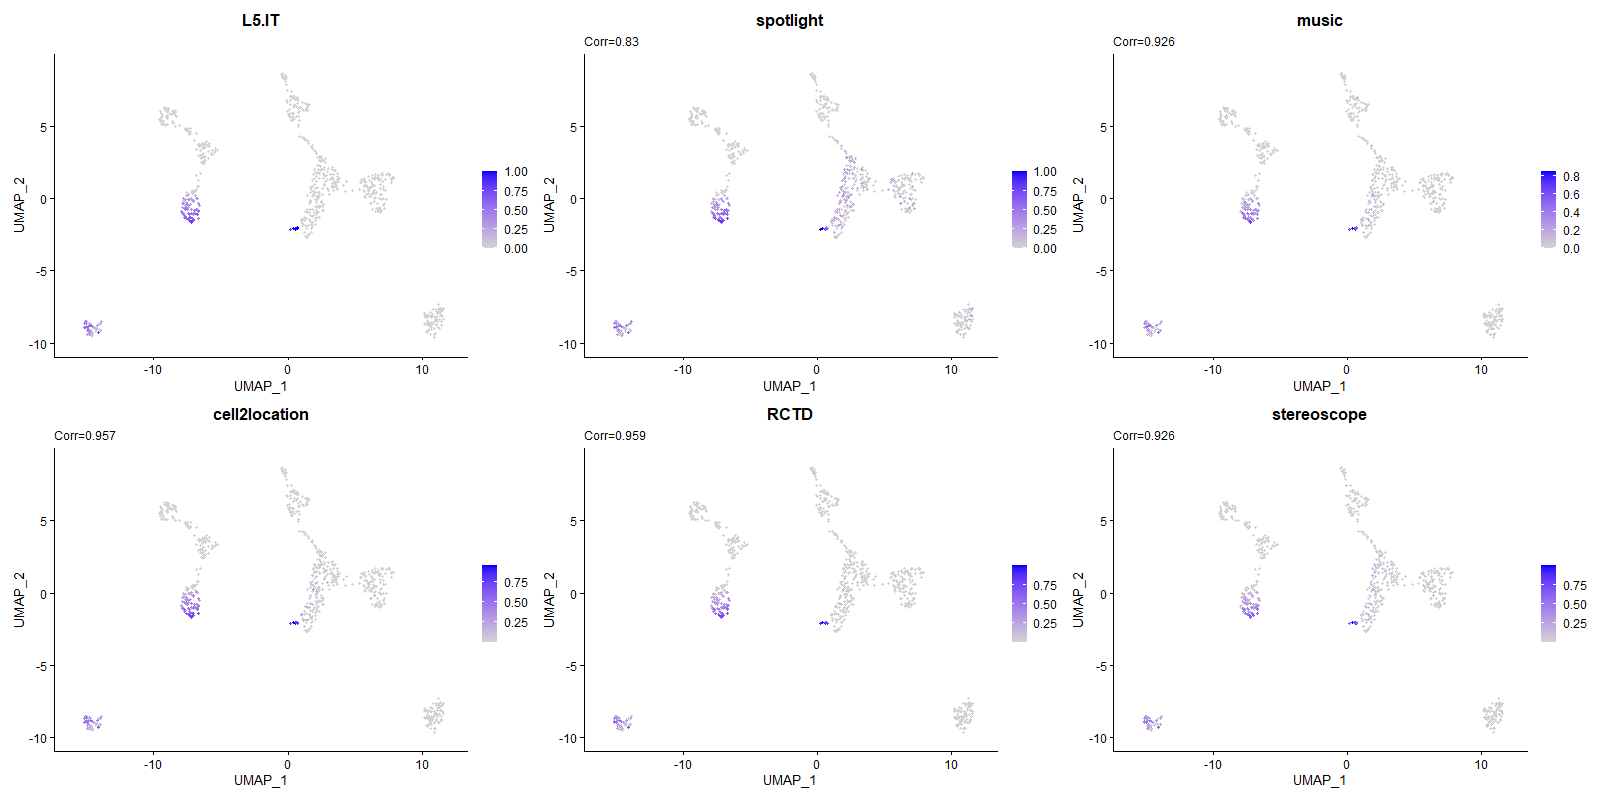 L5.IT
UMAP_2
5
0
-5
-10
-10
0
10
UMAP_1
1.00
0.75
0.50
0.25
0.00
spotlight
Corr=0.83
UMAP_2
5
0
-5
-10
-10
0
10
UMAP_1
1.00
0.75
0.50
0.25
0.00
music
Corr=0.926
UMAP_2
5
0
-5
-10
-10
0
10
UMAP_1
0.8
0.6
0.4
0.2
0.0
cell2location
Corr=0.957
UMAP_2
5
0
-5
-10
-10
0
10
UMAP_1
0.75
0.50
0.25
RCTD
Corr=0.959
UMAP_2
5
0
-5
-10
-10
0
10
UMAP_1
0.75
0.50
0.25
stereoscope
Corr=0.926
UMAP_2
5
0
-5
-10
-10
0
10
UMAP_1
0.75
0.50
0.25